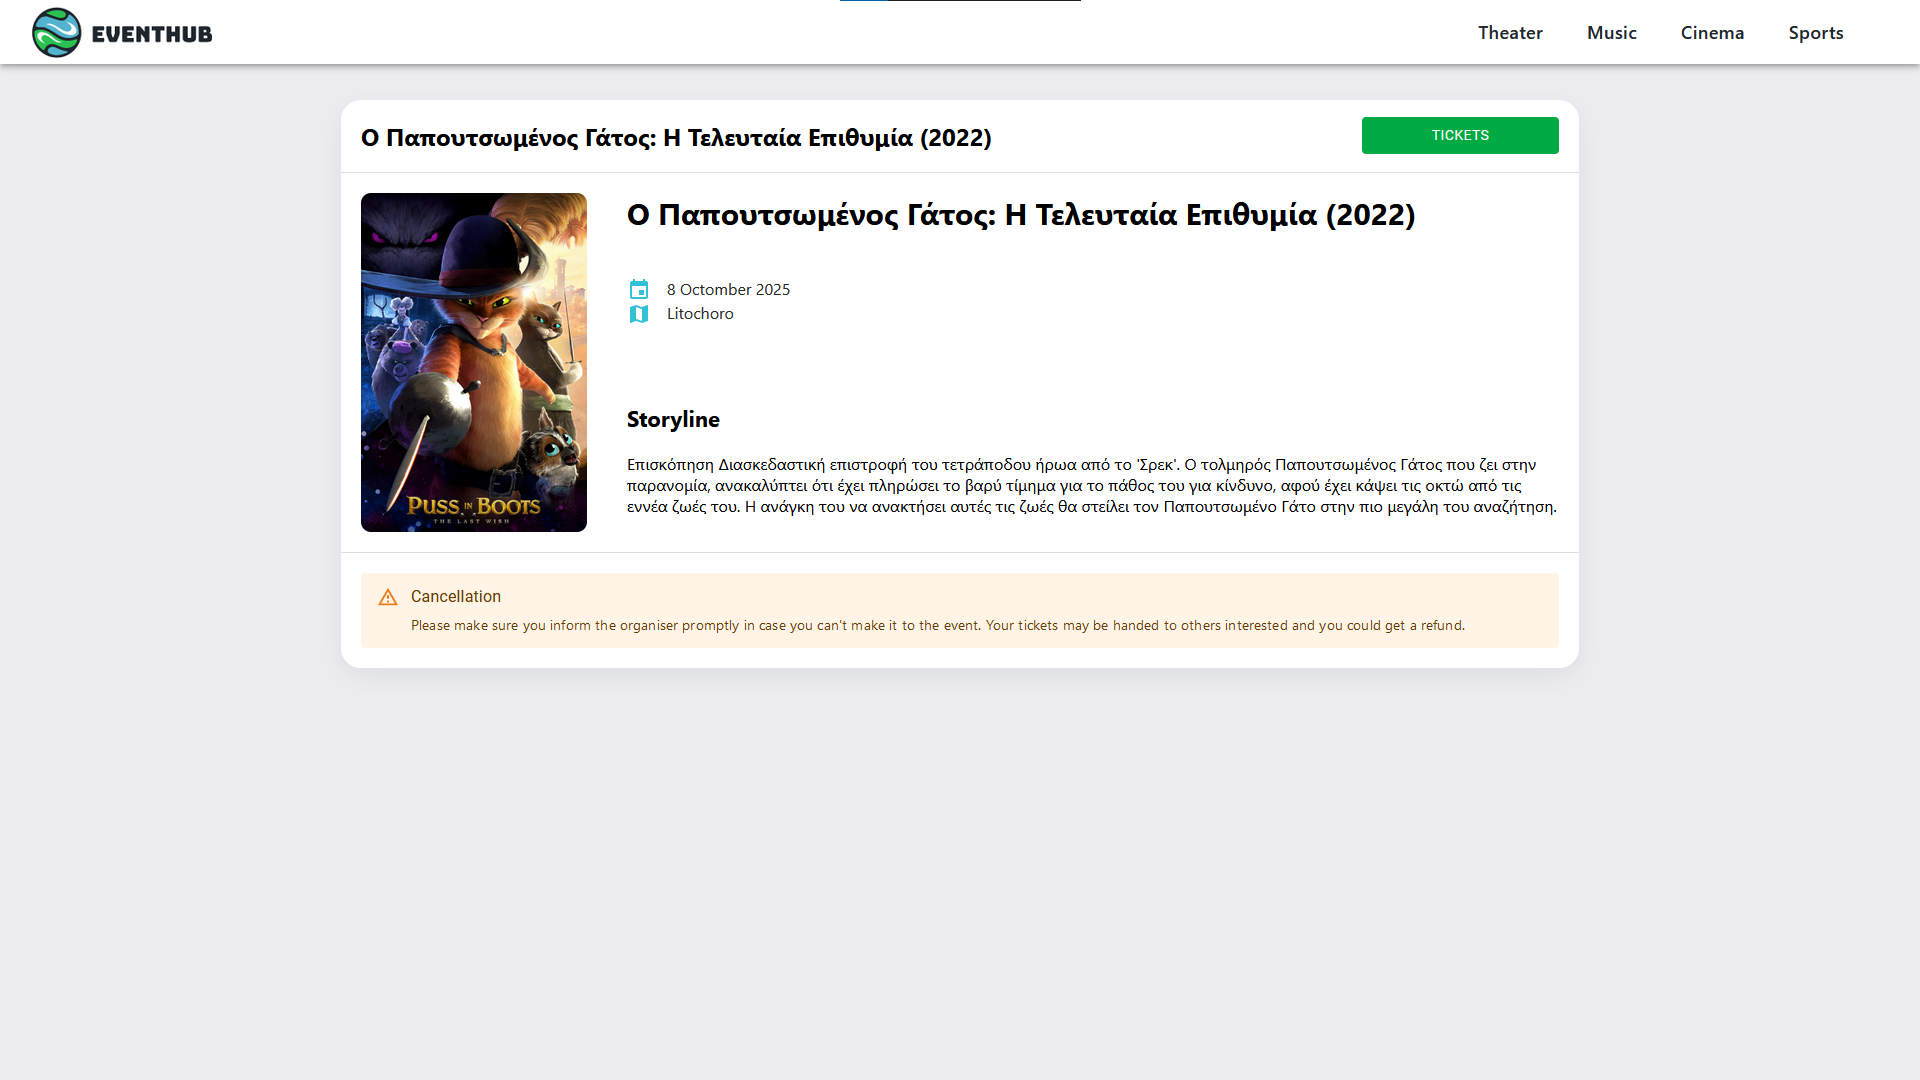 EVENTHUB
Theater
Music
Cinema
Sports
Ο Παπουτσωμένος Γάτος: Η Τελευταία Επιθυμία (2022)
TICKETS
PUSS IN BOOTS
THE LAST WISH
Ο Παπουτσωμένος Γάτος: Η Τελευταία Επιθυμία (2022)
8 Octomber 2025
Litochoro
Storyline
Επισκόπηση Διασκεδαστική επιστροφή του τετράποδου ήρωα από το 'Σρεκ'. Ο τολμηρός Παπουτσωμένος Γάτος που ζει στην
παρανομία, ανακαλύπτει ότι έχει πληρώσει το βαρύ τίμημα για το πάθος του για κίνδυνο, αφού έχει κάψει τις οκτώ από τις
εννέα ζωές του. Η ανάγκη του να ανακτήσει αυτές τις ζωές θα στείλει τον Παπουτσωμένο Γάτο στην πιο μεγάλη του αναζήτηση.
Cancellation
Please make sure you inform the organiser promptly in case you can't make it to the event. Your tickets may be handed to others interested and you could get a refund.